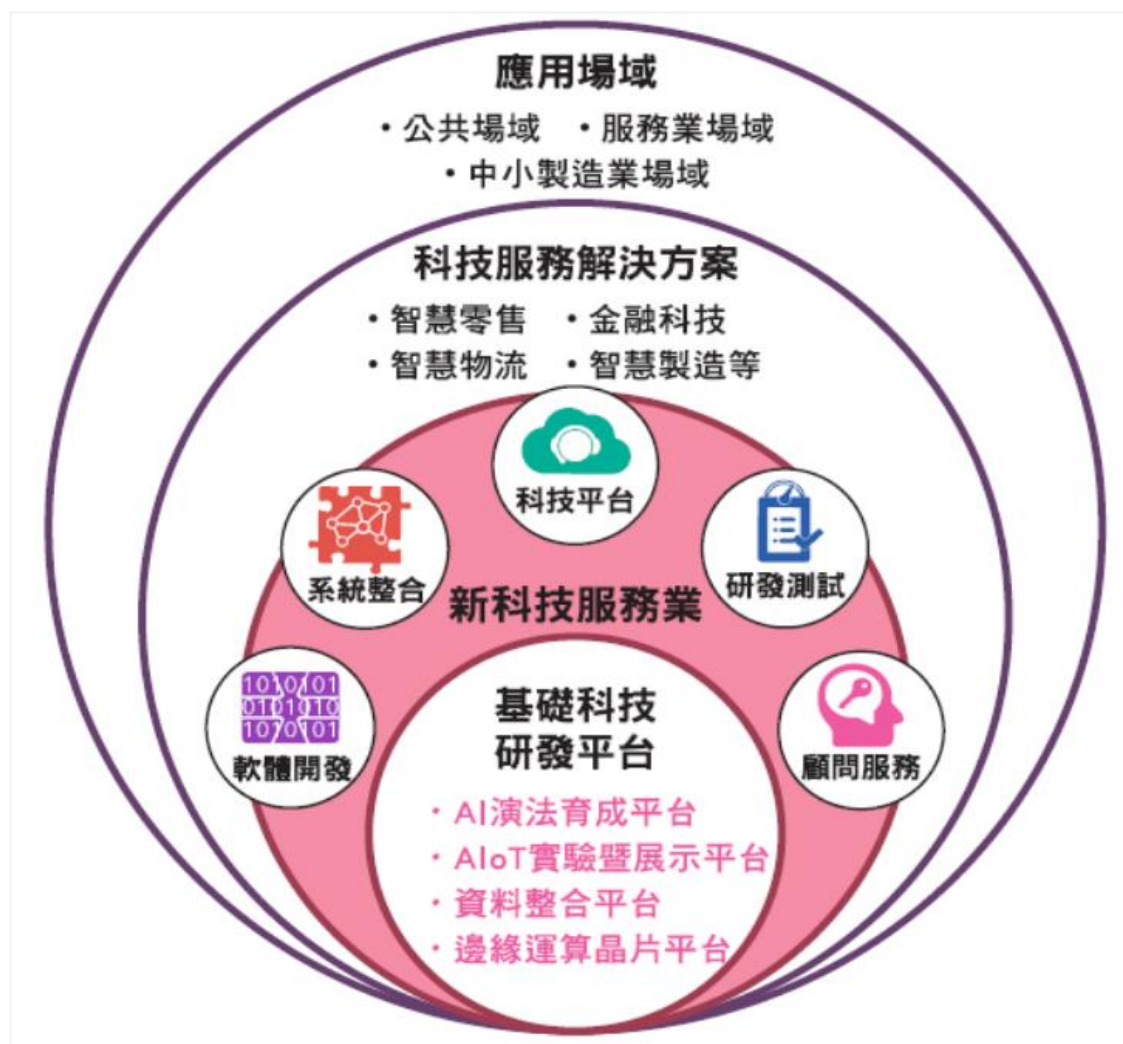 應用場域
・公共場域 ・服務業場域
・中小製造業場域
科技服務解決方案
・智慧零售 ・金融科技
・智慧物流 ・智慧製造等
科技平台
系統整合
研發測試
新科技服務業
1010101
0101010
1010101
軟體開發
顧問服務
基礎科技
研發平台
・AI演法育成平台
・AIoT實驗暨展示平台
・資料整合平台
・邊緣運算晶片平台